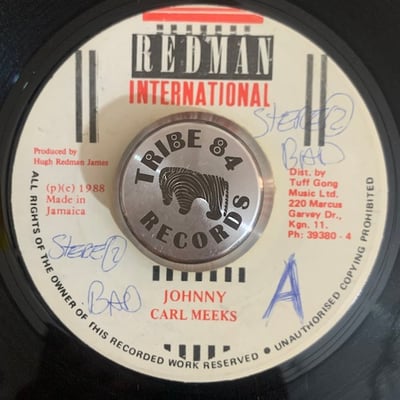 REDMAN
INTERNATIONAL
Produced by
Hugh Redman James
(p)(c) 1988
Made in
Jamaica
TRIBE 84
RECORDS
Dist. by
Tuff Gong
Music Ltd.
220 Marcus
Garvey Dr.,
Kgn. 11.
Ph: 39380 - 4
BAD
BAD
JOHNNY
CARL MEEKS
A
ALL RIGHTS OF THE OWNER OF THIS RECORDED WORK RESERVED • UNAUTHORISED COPYING PROHIBITED